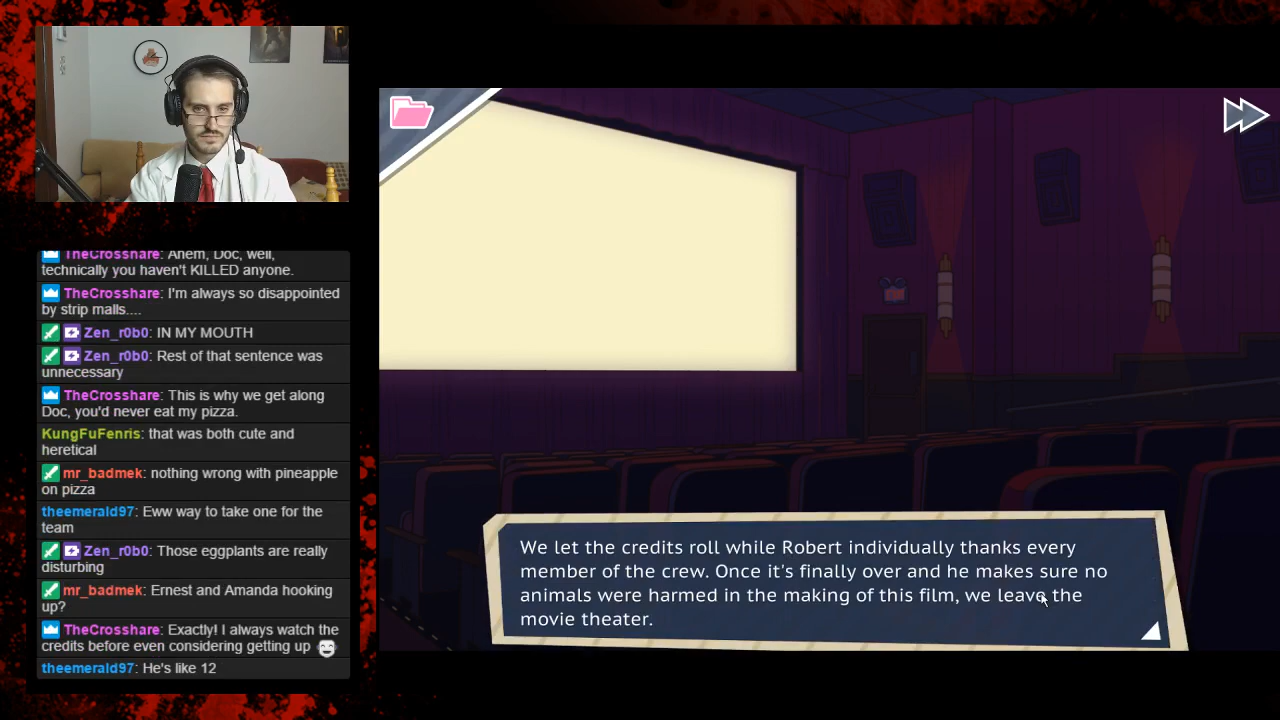 TheCrosshare: Ahem, Doc, well,
technically you haven't KILLED anyone.
TheCrosshare: I'm always so disappointed
by strip malls....
Zen_r0b0: IN MY MOUTH
Zen_r0b0: Rest of that sentence was
unnecessary
TheCrosshare: This is why we get along
Doc, you'd never eat my pizza.
KungFuFenris: that was both cute and
heretical
mr_badmek: nothing wrong with pineapple
on pizza
theemerald97: Eww way to take one for the
team
Zen_r0b0: Those eggplants are really
disturbing
mr_badmek: Ernest and Amanda hooking
up?
TheCrosshare: Exactly! I always watch the
credits before even considering getting up
theemerald97: He's like 12
We let the credits roll while Robert individually thanks every
member of the crew. Once it's finally over and he makes sure no
animals were harmed in the making of this film, we leave the
movie theater.